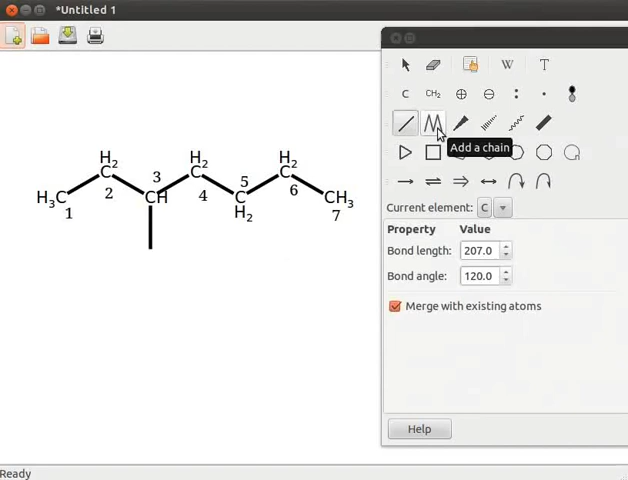 *Untitled 1
W T
C CH₂
Add a chain
H₂ H₂ H₂
C 3 C 5 C
H₃C 2 CH 4 C 6 CH₃
1 H₂ 7
Current element: C
Property Value
Bond length: 207.0
Bond angle: 120.0
Merge with existing atoms
Help
Ready